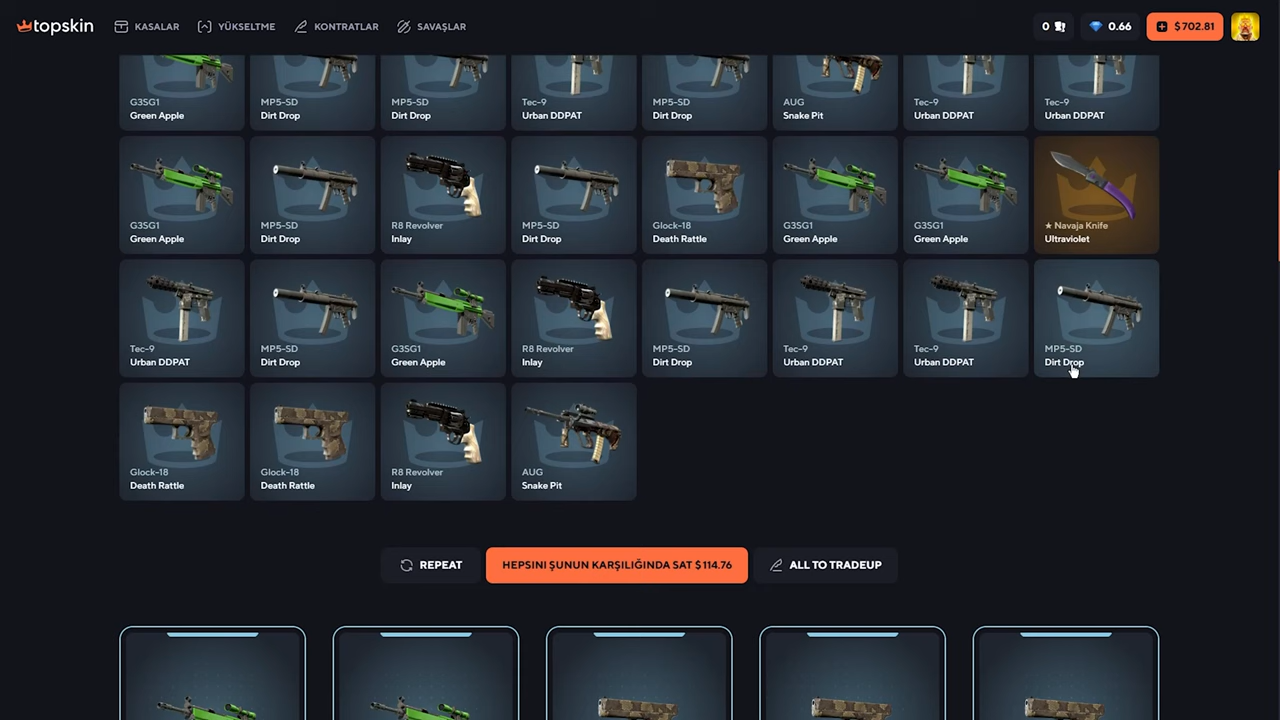 topskin KASALAR YÜKSELTME KONTRATLAR SAVAŞLAR 0 0.66 $702.81
G3SG1 MP5-SD MP5-SD Tec-9 MP5-SD AUG Tec-9 Tec-9
Green Apple Dirt Drop Dirt Drop Urban DDPAT Dirt Drop Snake Pit Urban DDPAT Urban DDPAT
G3SG1 MP5-SD R8 Revolver MP5-SD Glock-18 G3SG1 G3SG1 ★ Navaja Knife
Green Apple Dirt Drop Inlay Dirt Drop Death Rattle Green Apple Green Apple Ultraviolet
Tec-9 MP5-SD G3SG1 R8 Revolver MP5-SD Tec-9 Tec-9 MP5-SD
Urban DDPAT Dirt Drop Green Apple Inlay Dirt Drop Urban DDPAT Urban DDPAT Dirt Drop
Glock-18 Glock-18 R8 Revolver AUG
Death Rattle Death Rattle Inlay Snake Pit
REPEAT HEPSINI ŞUNUN KARŞILIĞINDA SAT $114.76 ALL TO TRADEUP